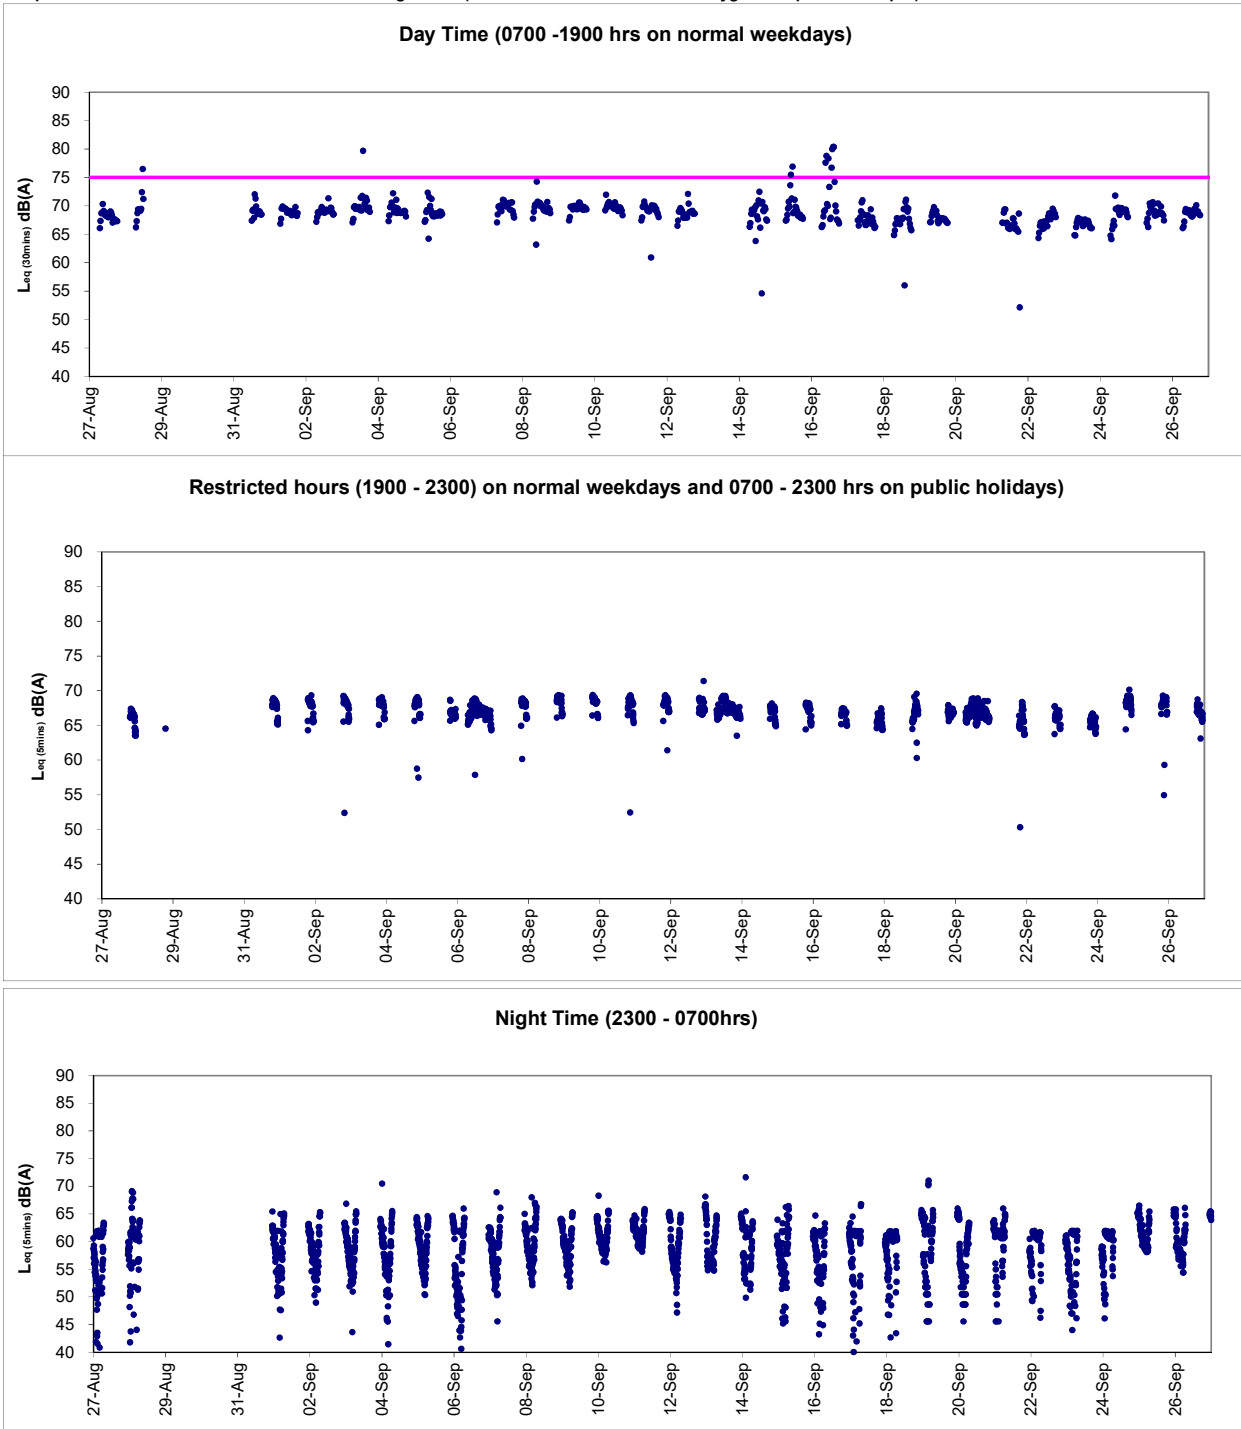 Day Time (0700 -1900 hrs on normal weekdays)
90
85
80
75
70
65
60
55
50
45
40
Leq (30mins) dB(A)
27-Aug
29-Aug
31-Aug
02-Sep
04-Sep
06-Sep
08-Sep
10-Sep
12-Sep
14-Sep
16-Sep
18-Sep
20-Sep
22-Sep
24-Sep
26-Sep
Restricted hours (1900 - 2300) on normal weekdays and 0700 - 2300 hrs on public holidays)
90
85
80
75
70
65
60
55
50
45
40
Leq (5mins) dB(A)
27-Aug
29-Aug
31-Aug
02-Sep
04-Sep
06-Sep
08-Sep
10-Sep
12-Sep
14-Sep
16-Sep
18-Sep
20-Sep
22-Sep
24-Sep
26-Sep
Night Time (2300 - 0700hrs)
90
85
80
75
70
65
60
55
50
45
40
Leq (5mins) dB(A)
27-Aug
29-Aug
31-Aug
02-Sep
04-Sep
06-Sep
08-Sep
10-Sep
12-Sep
14-Sep
16-Sep
18-Sep
20-Sep
22-Sep
24-Sep
26-Sep